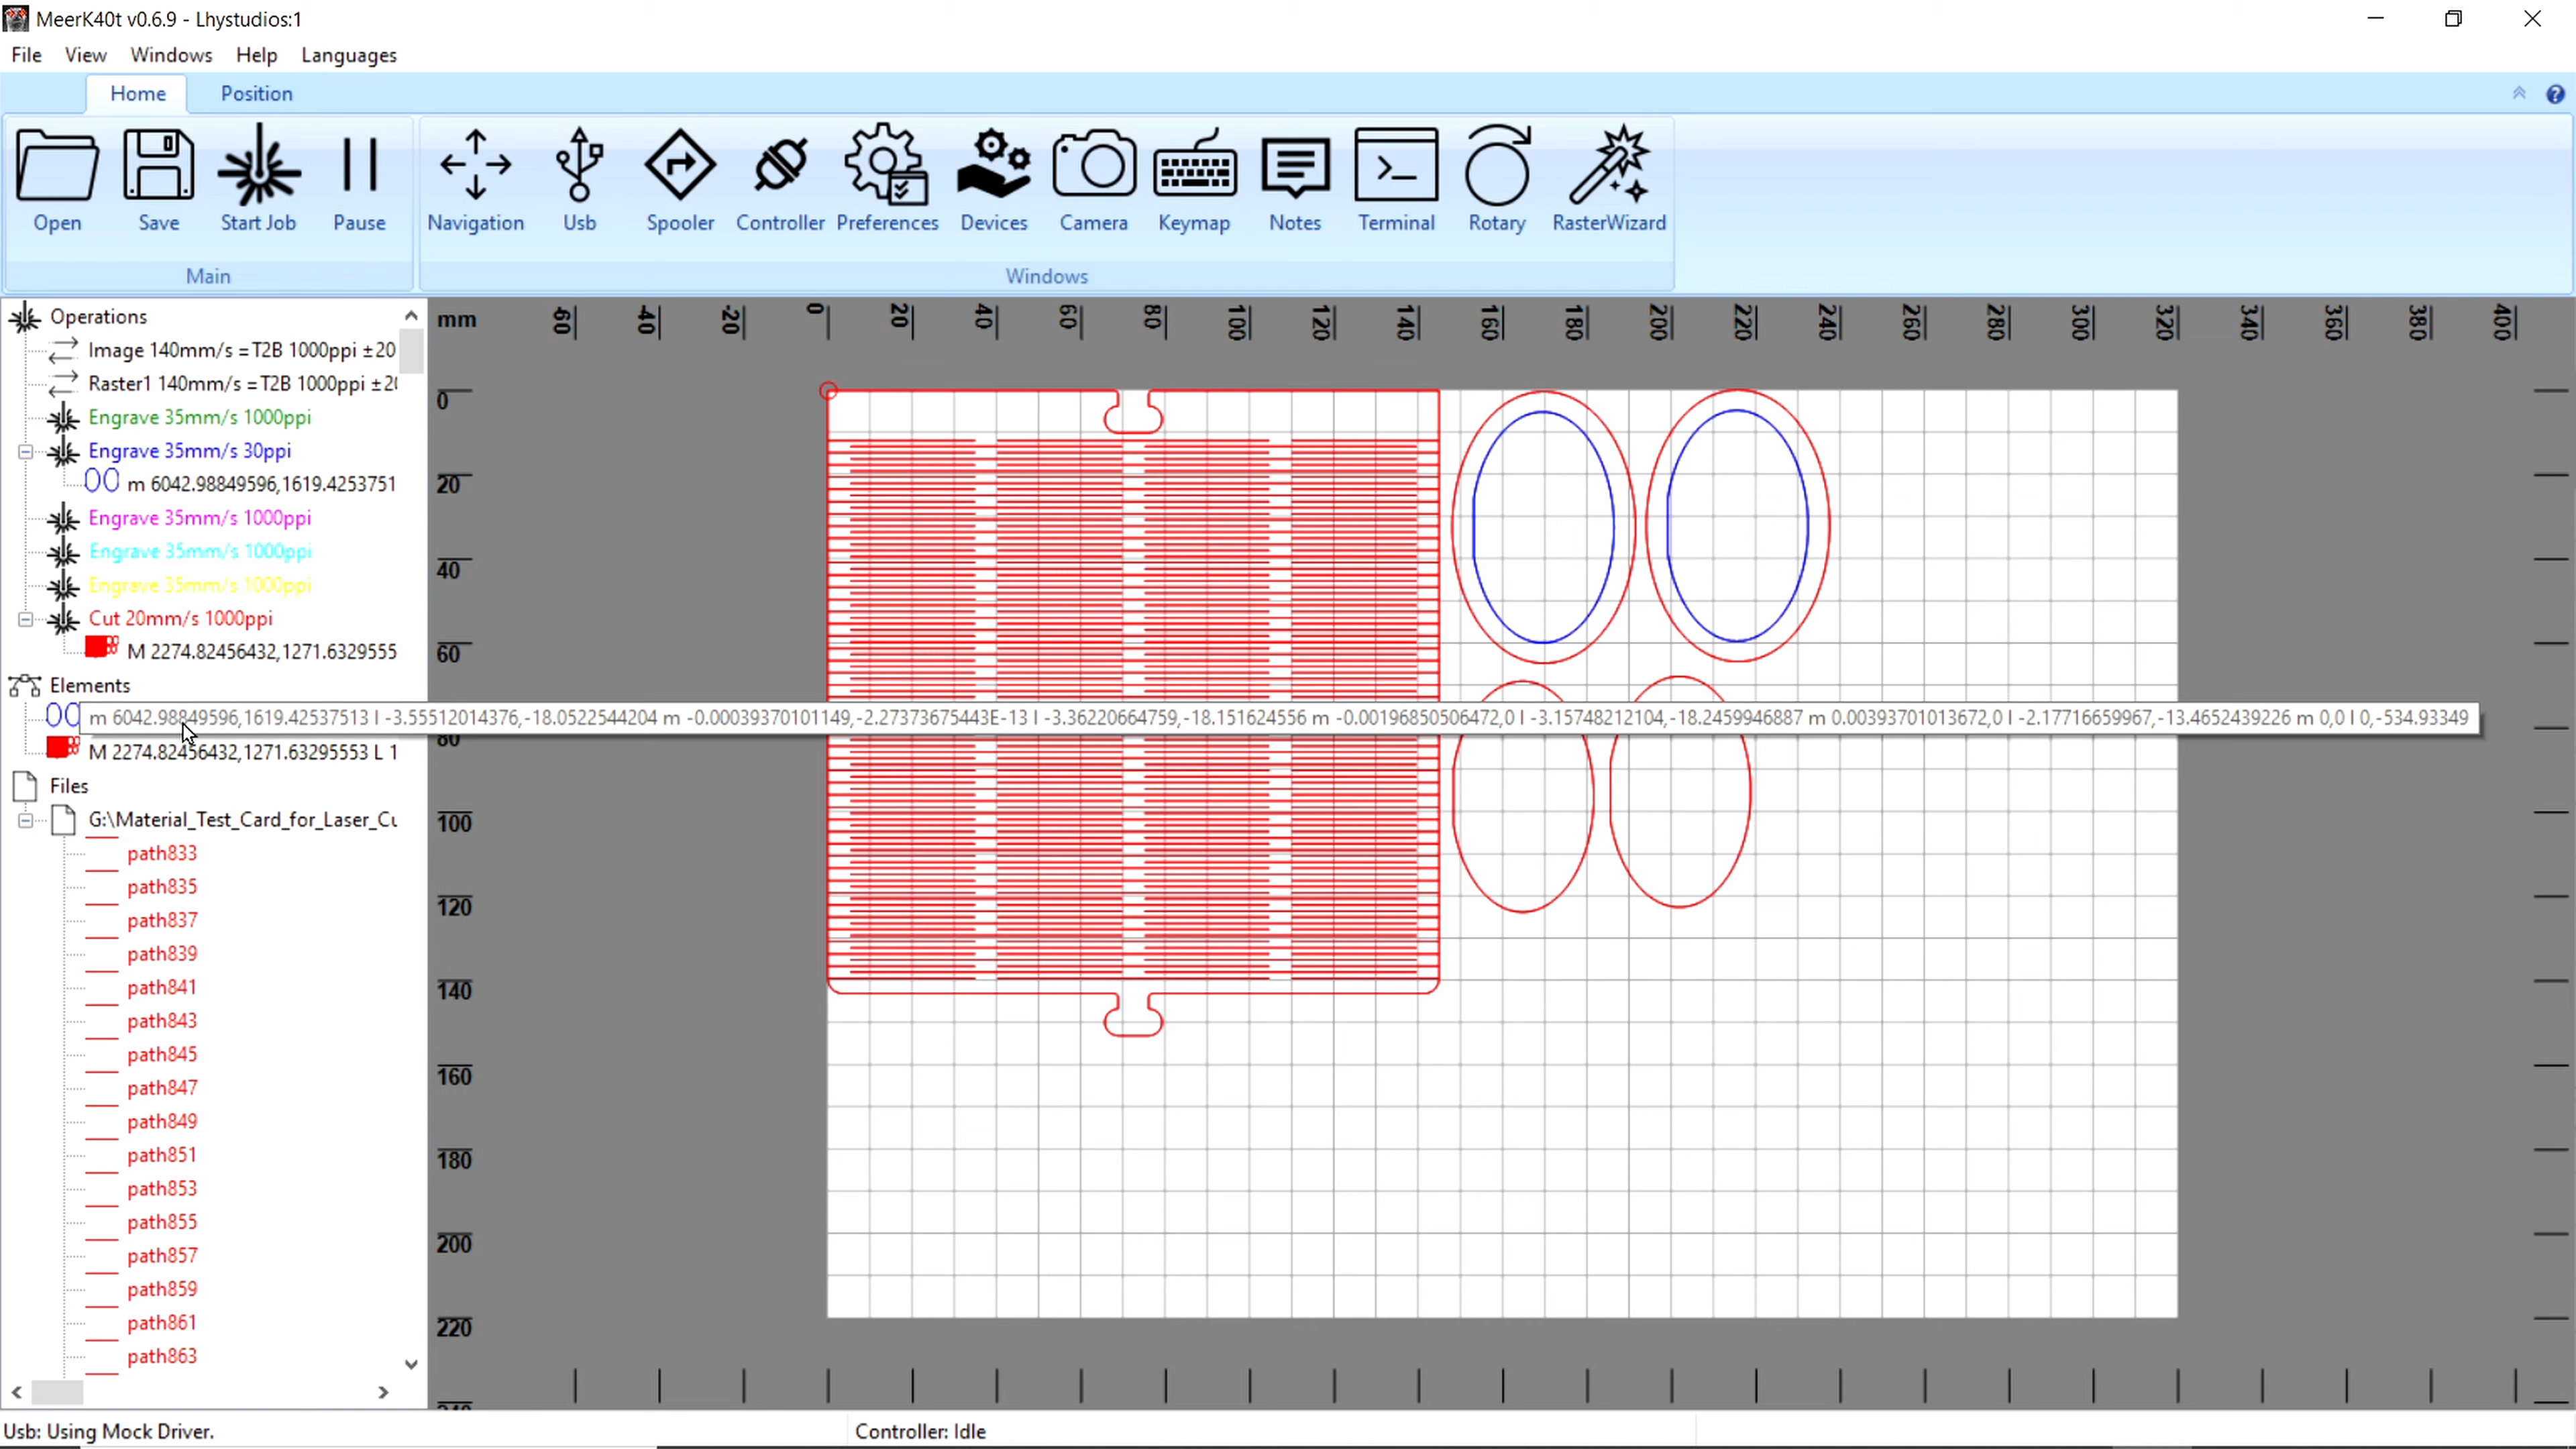 MeerK40t v0.6.9 - Lhystudios:1
File View Windows Help Languages
Home Position
Open Save Start Job Pause Navigation Usb Spooler Controller Preferences Devices Camera Keymap Notes Terminal Rotary RasterWizard
Main Windows
mm -60 -40 -20 0 20 40 60 80 100 120 140 160 180 200 220 240 260 280 300 320 340 360 380 400
Operations
Image 140mm/s =T2B 1000ppi ±20
Raster1 140mm/s =T2B 1000ppi ±20
Engrave 35mm/s 1000ppi
Engrave 35mm/s 30ppi
m 6042.98849596,1619.4253751
Engrave 35mm/s 1000ppi
Engrave 35mm/s 1000ppi
Engrave 35mm/s 1000ppi
Cut 20mm/s 1000ppi
M 2274.82456432,1271.6329555
Elements
m 6042.98849596,1619.42537513 l -3.55512014376,-18.0522544204 m -0.00039370101149,-2.27373675443E-13 l -3.36220664759,-18.151624556 m -0.00196850506472,0 l -3.15748212104,-18.2459946887 m 0.00393701013672,0 l -2.17716659967,-13.4652439226 m 0,0 l 0,-534.93349
M 2274.82456432,1271.63295553 L 1
Files
G:\Material_Test_Card_for_Laser_Cu
path833
path835
path837
path839
path841
path843
path845
path847
path849
path851
path853
path855
path857
path859
path861
path863
0
20
40
60
80
100
120
140
160
180
200
220
Usb: Using Mock Driver. Controller: Idle